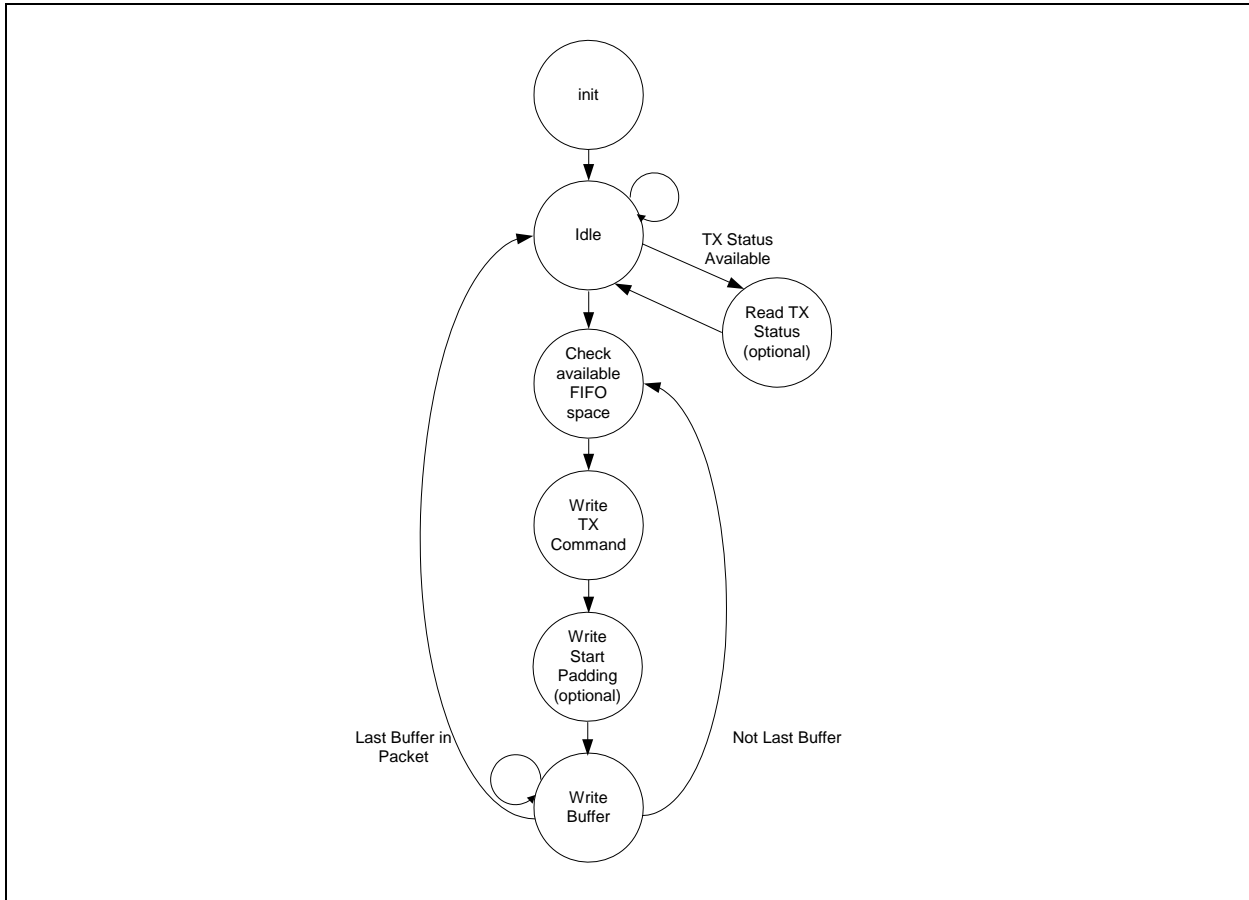 init
Idle
TX Status
Available
Read TX
Status
(optional)
Check
available
FIFO
space
Write
TX
Command
Write
Start
Padding
(optional)
Last Buffer in
Packet
Not Last Buffer
Write
Buffer